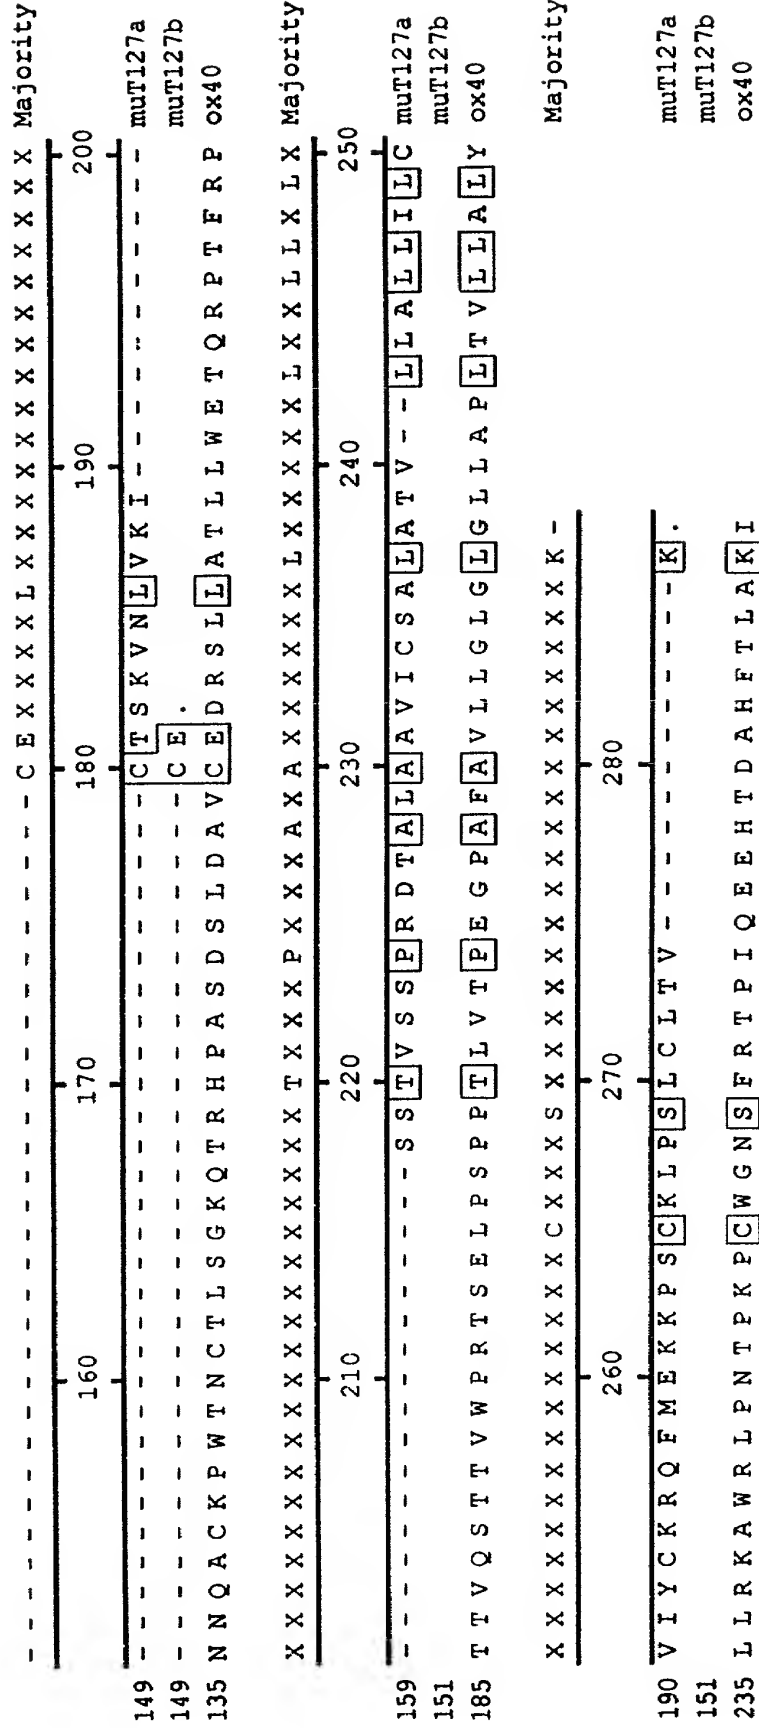 - - - - - - - - - - - - - - - - - - - - - - - - - - - - - C E X X X X L X X X X X X X X X X X X X X Majority
160 170 180 190 200
149 - - - - - - - - - - - - - - - - - - - - - - - - - - - - - C T S K V N L V K I - - - - - - - - - - - muT127a
149 - - - - - - - - - - - - - - - - - - - - - - - - - - - - - C E . muT127b
135 N N Q A C K P W T N C T L S G K Q T R H P A S D S L D A V C E D R S L L A T L L W E T Q R P T F R P ox40
X X X X X X X X X X X X X X X X X X X T X X X P X X X A X A X X X X X X L X X X X X L X X L L X L X Majority
210 220 230 240 250
159 - - - - - - - - - - - - - - - - - S S T V S S P R D T A L A A V I C S A L A T V - - L L A L L I L C muT127a
151 muT127b
185 T T V Q S T T V W P R T S E L P S P P T L V T P E G P A F A V L L G L G L G L L A P L T V L L A L Y ox40
X X X X X X X X X X X X X X C X X X S X X X X X X X X X X X X X X X X X K - Majority
260 270 280
190 V I Y C K R Q F M E K K P S C K L P S L C L T V - - - - - - - - - - - - K . muT127a
151 muT127b
235 L L R K A W R L P N T P K P C W G N S F R T P I Q E E H T D A H F T L A K I ox40